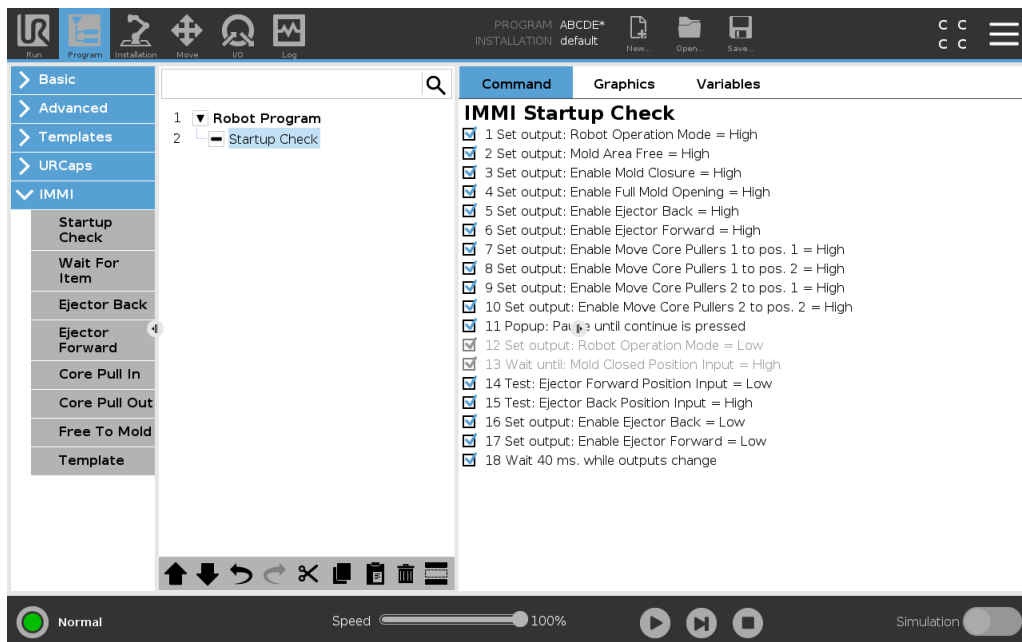 PROGRAM ABCDE*
INSTALLATION default
New... Open... Save...
C C
C C
UR
Run Program Installation Move I/O Log
Basic
Advanced
Templates
URCaps
IMMI
Startup
Check
Wait For
Item
Ejector Back
Ejector
Forward
Core Pull In
Core Pull Out
Free To Mold
Template
1 Robot Program
2 Startup Check
Command Graphics Variables
IMMI Startup Check
1 Set output: Robot Operation Mode = High
2 Set output: Mold Area Free = High
3 Set output: Enable Mold Closure = High
4 Set output: Enable Full Mold Opening = High
5 Set output: Enable Ejector Back = High
6 Set output: Enable Ejector Forward = High
7 Set output: Enable Move Core Pullers 1 to pos. 1 = High
8 Set output: Enable Move Core Pullers 1 to pos. 2 = High
9 Set output: Enable Move Core Pullers 2 to pos. 1 = High
10 Set output: Enable Move Core Pullers 2 to pos. 2 = High
11 Popup: Pause until continue is pressed
12 Set output: Robot Operation Mode = Low
13 Wait until: Mold Closed Position Input = High
14 Test: Ejector Forward Position Input = Low
15 Test: Ejector Back Position Input = High
16 Set output: Enable Ejector Back = Low
17 Set output: Enable Ejector Forward = Low
18 Wait 40 ms. while outputs change
Normal
Speed 100%
Simulation